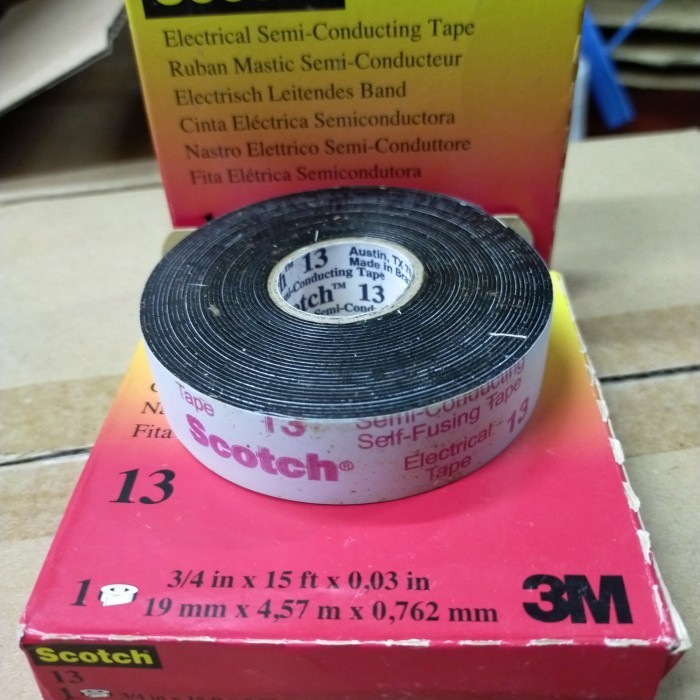 Scotch
Electrical Semi-Conducting Tape
Ruban Mastic Semi-Conducteur
Electrisch Leitendes Band
Cinta Eléctrica Semiconductora
Nastro Elettrico Semi-Conduttore
Fita Elétrica Semicondutora
13
Austin, TX
Made in
Conducting Tape
Scotch™ 13
Semi-Cond
Tape
13
Scotch®
Semi-Conducting
Self-Fusing Tape
Electrical 13
Tape
Fita
13
1
3/4 in x 15 ft x 0,03 in
19 mm x 4,57 m x 0,762 mm
3M
Scotch
13
1